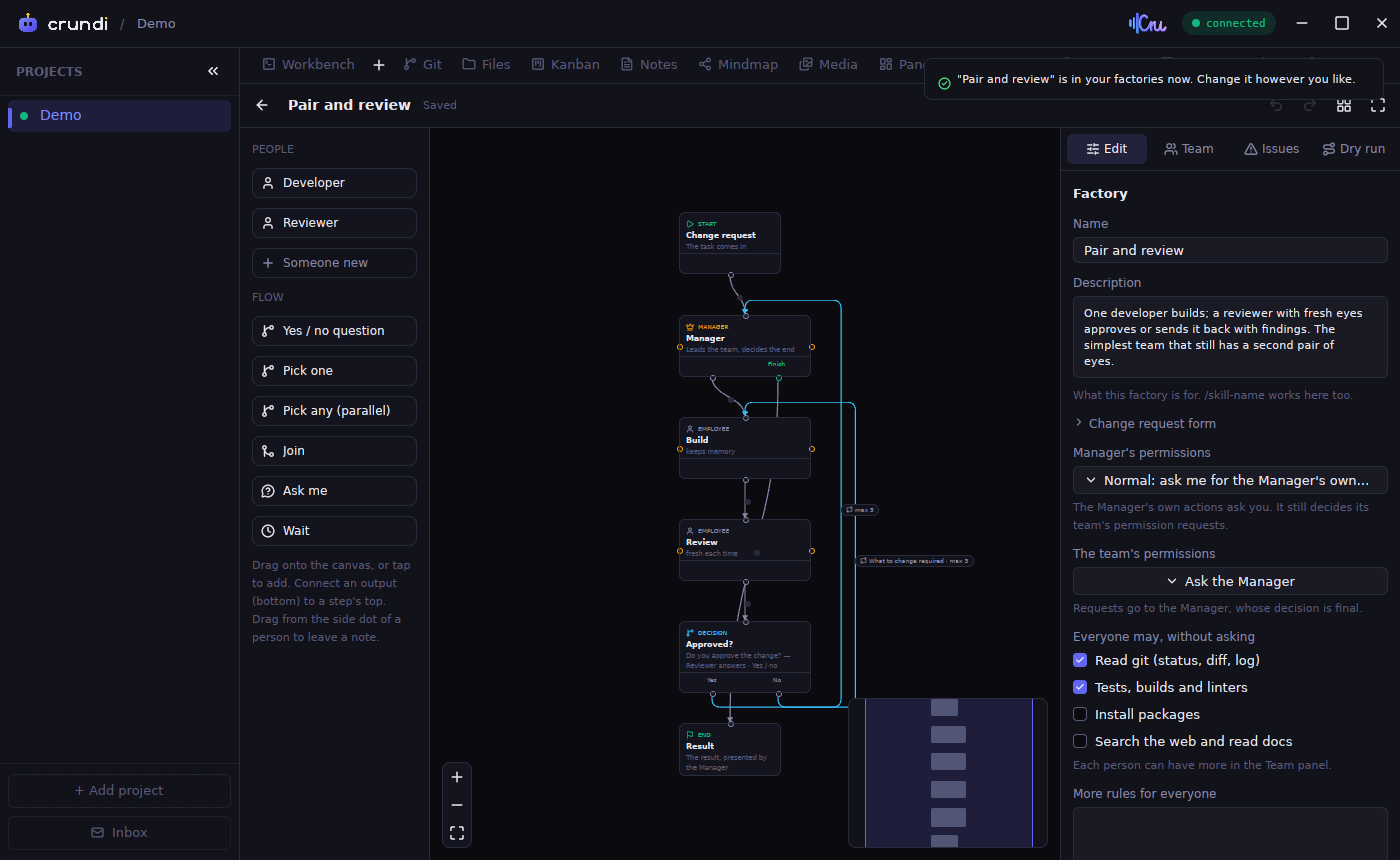 crundi / Demo
Cru
connected
PROJECTS
Demo
+ Add project
Inbox
Workbench
Git
Files
Kanban
Notes
Mindmap
Media
"Pair and review" is in your factories now. Change it however you like.
Pair and review
Saved
PEOPLE
Developer
Reviewer
Someone new
FLOW
Yes / no question
Pick one
Pick any (parallel)
Join
Ask me
Wait
Drag onto the canvas, or tap
to add. Connect an output
(bottom) to a step's top.
Drag from the side dot of a
person to leave a note.
START
Change request
The task comes in
MANAGER
Manager
Leads the team, decides the end
Finish
EMPLOYEE
Build
keeps memory
max 5
EMPLOYEE
Review
fresh each time
What to change required · max 3
DECISION
Approved?
Do you approve the change? —
Reviewer answers · Yes / no
Yes
No
END
Result
The result, presented by
the Manager
Edit
Team
Issues
Dry run
Factory
Name
Pair and review
Description
One developer builds; a reviewer with fresh eyes
approves or sends it back with findings. The
simplest team that still has a second pair of
eyes.
What this factory is for. /skill-name works here too.
Change request form
Manager's permissions
Normal: ask me for the Manager's own...
The Manager's own actions ask you. It still decides its
team's permission requests.
The team's permissions
Ask the Manager
Requests go to the Manager, whose decision is final.
Everyone may, without asking
Read git (status, diff, log)
Tests, builds and linters
Install packages
Search the web and read docs
Each person can have more in the Team panel.
More rules for everyone